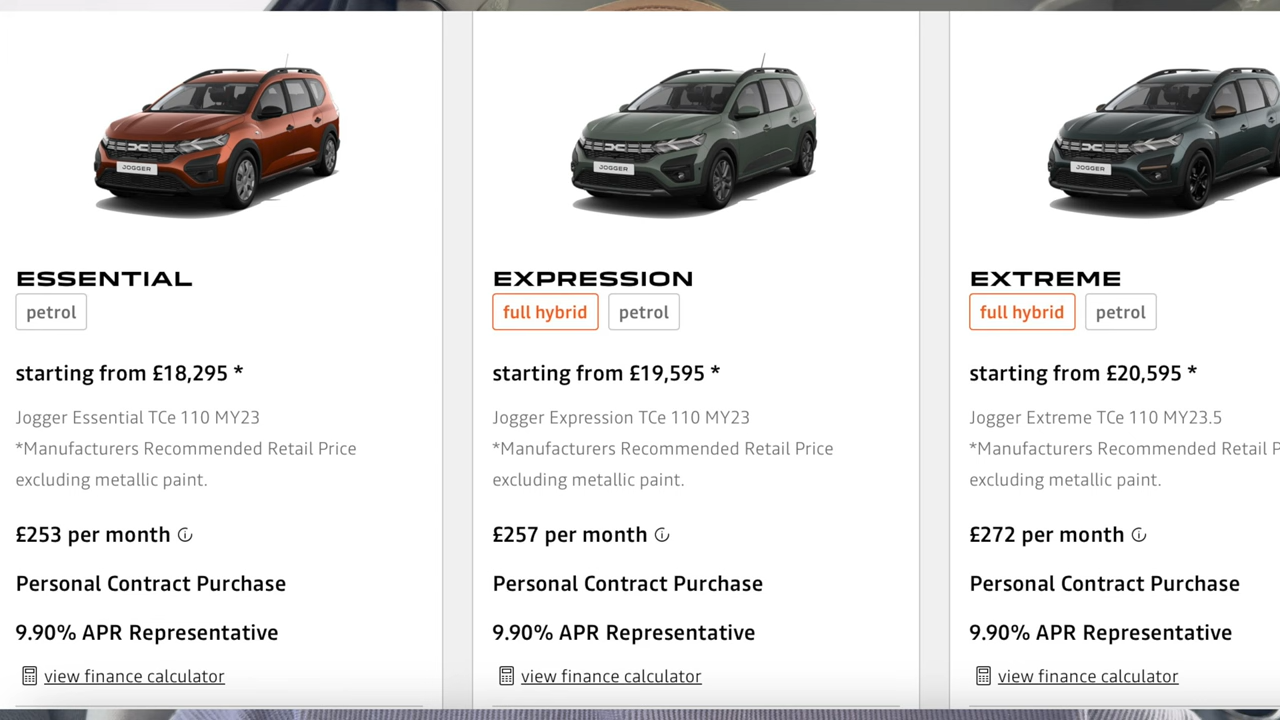 JOGGER
ESSENTIAL
petrol
starting from £18,295 *
Jogger Essential TCe 110 MY23
*Manufacturers Recommended Retail Price
excluding metallic paint.
£253 per month
Personal Contract Purchase
9.90% APR Representative
view finance calculator
JOGGER
EXPRESSION
full hybrid petrol
starting from £19,595 *
Jogger Expression TCe 110 MY23
*Manufacturers Recommended Retail Price
excluding metallic paint.
£257 per month
Personal Contract Purchase
9.90% APR Representative
view finance calculator
JOGGER
EXTREME
full hybrid petrol
starting from £20,595 *
Jogger Extreme TCe 110 MY23.5
*Manufacturers Recommended Retail P
excluding metallic paint.
£272 per month
Personal Contract Purchase
9.90% APR Representative
view finance calculator